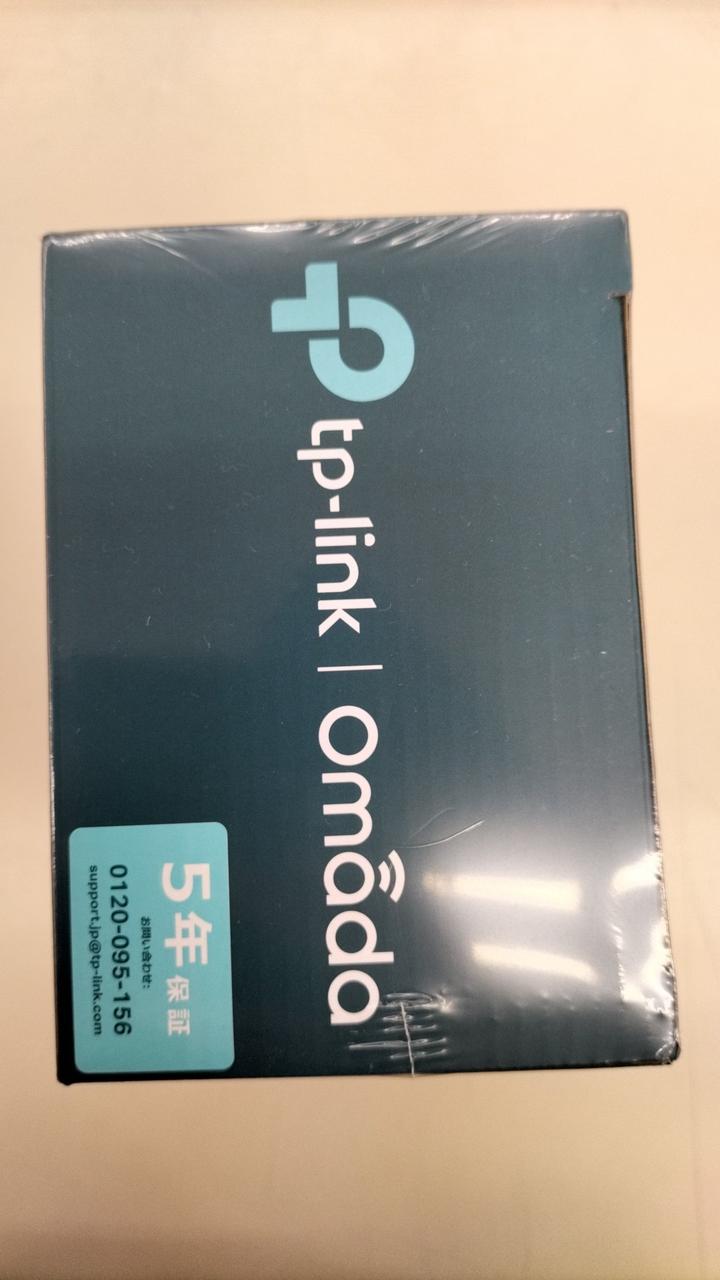 tp-link | omada
5年保証
お問い合わせ:
0120-095-156
support.jp@tp-link.com